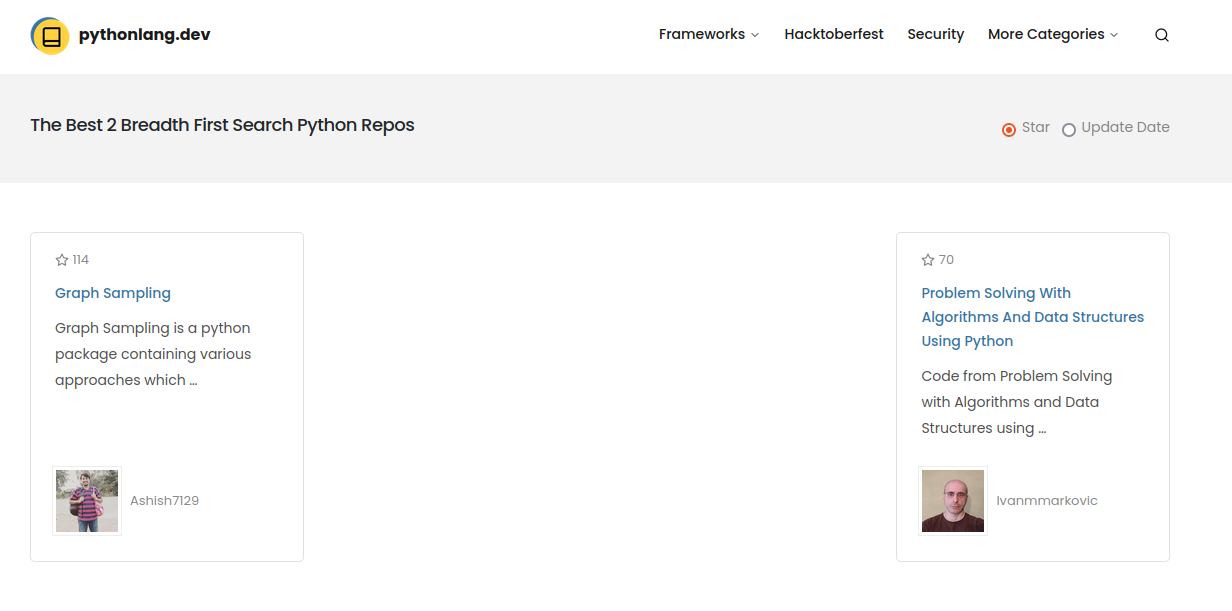 pythonlang.dev
Frameworks
Hacktoberfest
Security
More Categories
The Best 2 Breadth First Search Python Repos
Star
Update Date
114
Graph Sampling
Graph Sampling is a python
package containing various
approaches which ...
Ashish7129
70
Problem Solving With
Algorithms And Data Structures
Using Python
Code from Problem Solving
with Algorithms and Data
Structures using ...
Ivanmmarkovic